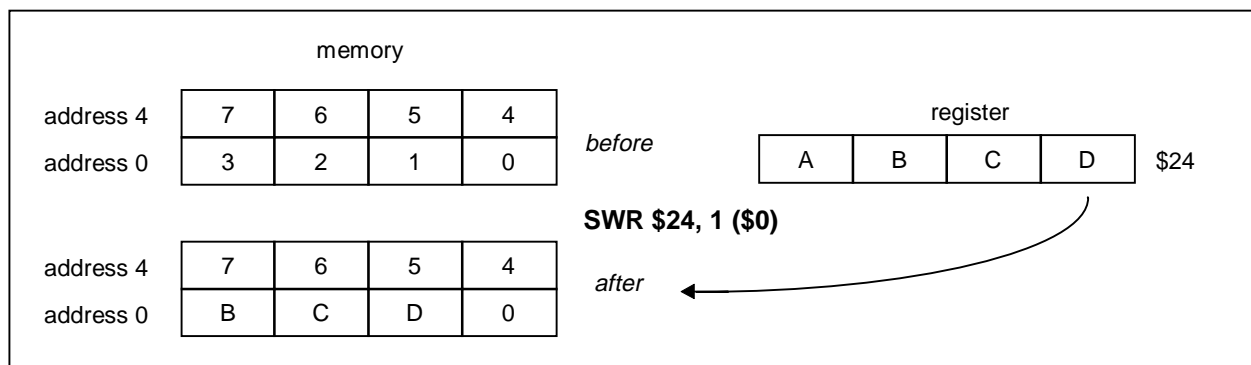 memory
address 4 7 6 5 4
address 0 3 2 1 0
before
register
A B C D $24
SWR $24, 1 ($0)
address 4 7 6 5 4
address 0 B C D 0
after